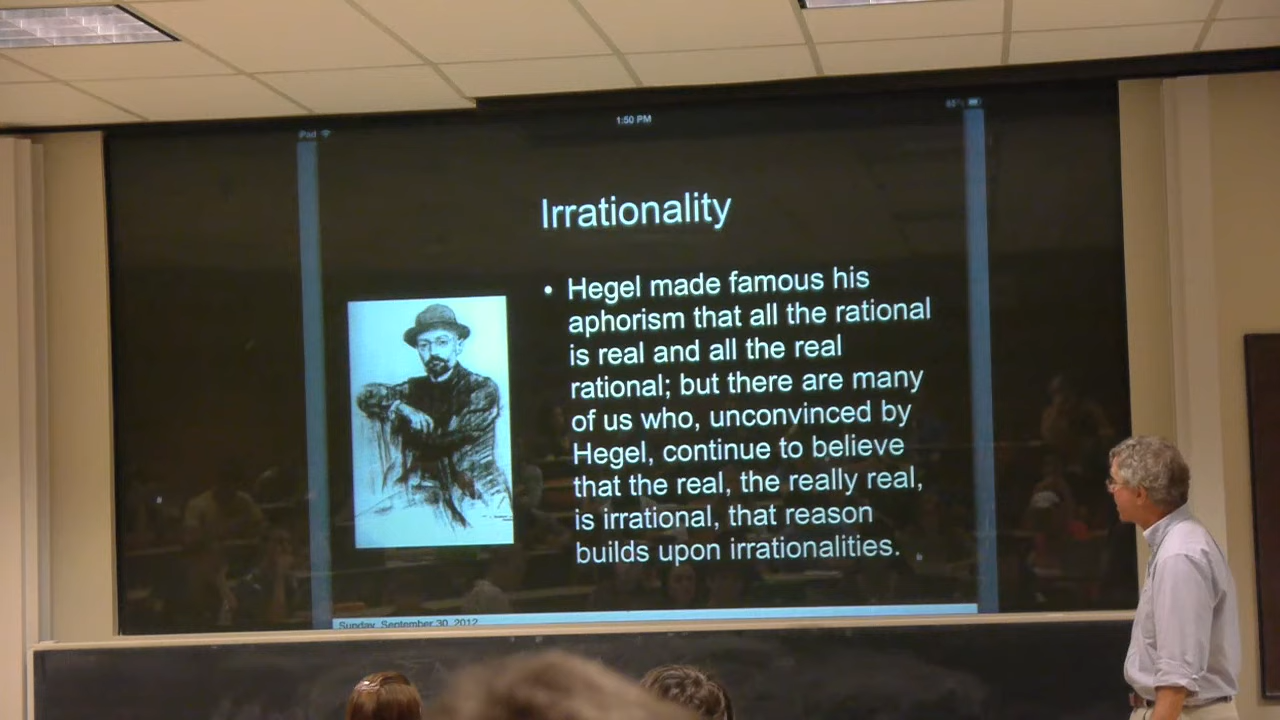 iPad
1:50 PM
Irrationality
• Hegel made famous his
aphorism that all the rational
is real and all the real
rational; but there are many
of us who, unconvinced by
Hegel, continue to believe
that the real, the really real,
is irrational, that reason
builds upon irrationalities.
Sunday, September 30, 2012